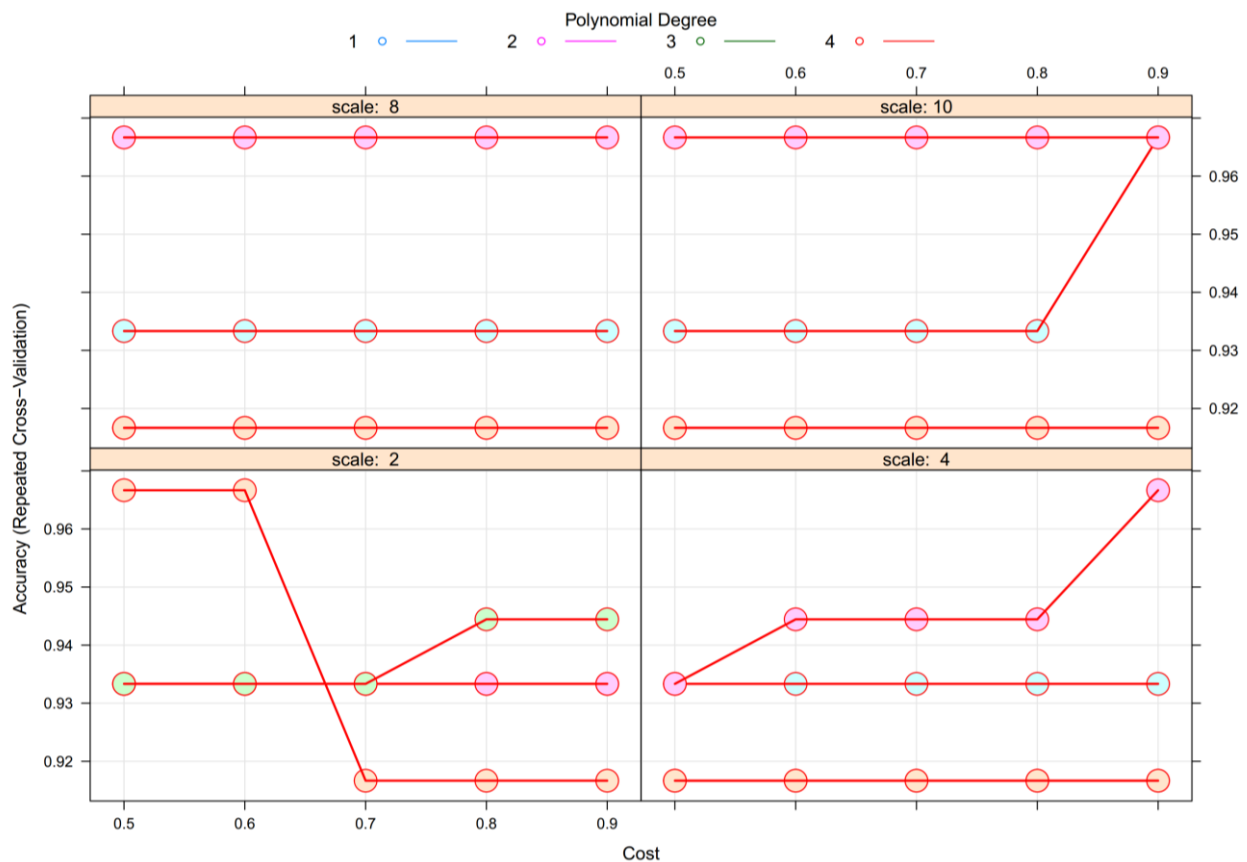 Polynomial Degree
1 2 3 4
0.5 0.6 0.7 0.8 0.9
scale: 8 scale: 10
0.96
0.95
0.94
0.93
0.92
scale: 2 scale: 4
0.96
0.95
0.94
0.93
0.92
0.5 0.6 0.7 0.8 0.9
Accuracy (Repeated Cross−Validation)
Cost